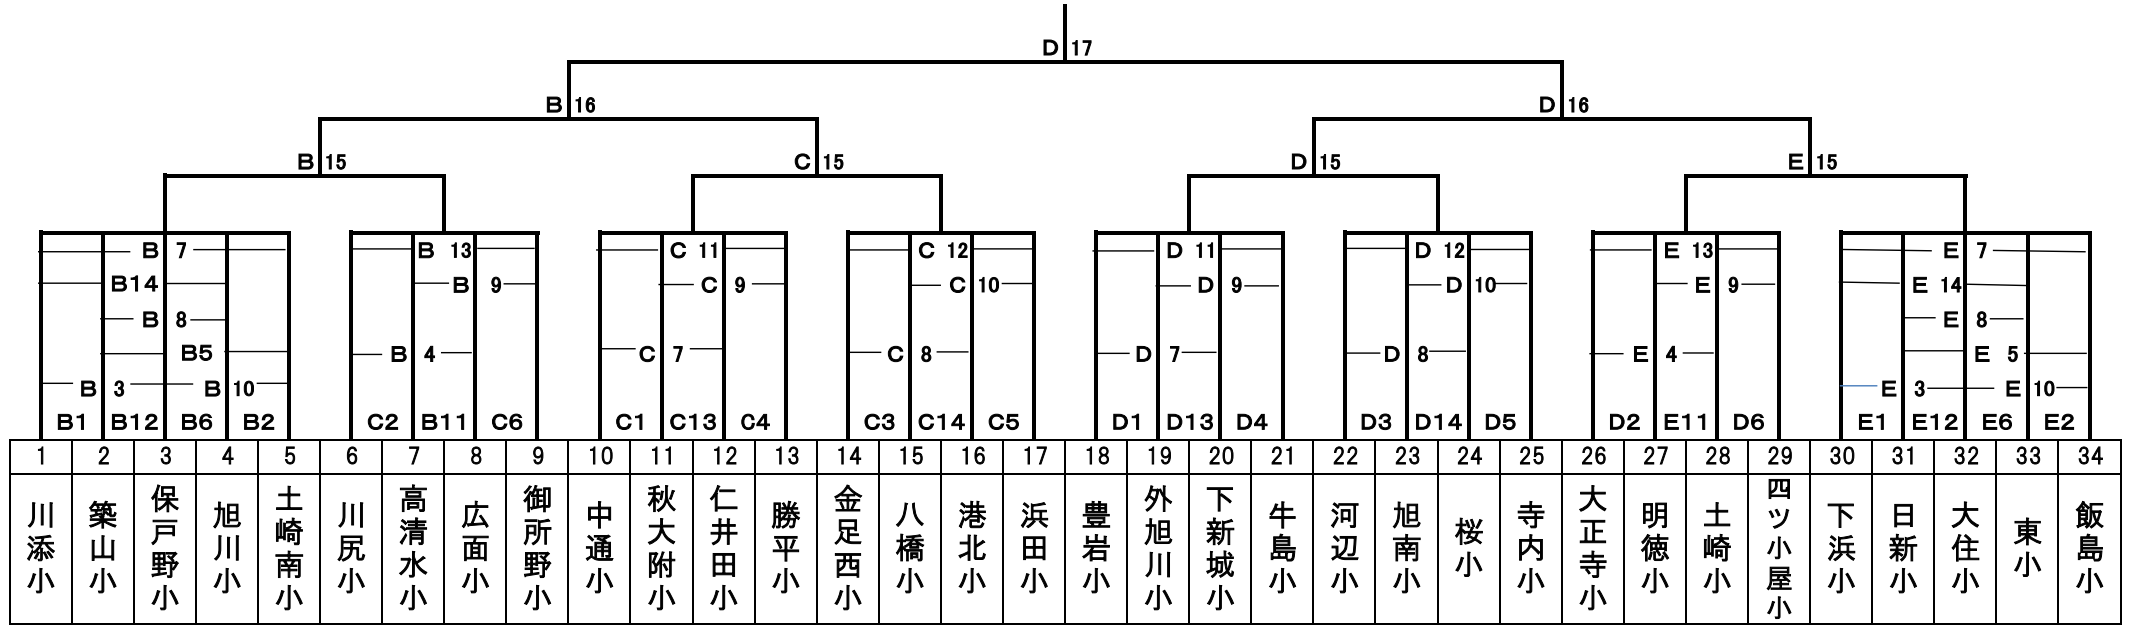 D 17
B 16 D 16
B 15 C 15 D 15 E 15
B 7 B 13 C 11 C 12 D 11 D 12 E 13 E 7
B14 B 9 C 9 C 10 D 9 D 10 E 9 E 14
B 8 E 8
B5 B 4 C 7 C 8 D 7 D 8 E 4 E 5
B 3 B 10 E 3 E 10
B1 B12 B6 B2 C2 B11 C6 C1 C13 C4 C3 C14 C5 D1 D13 D4 D3 D14 D5 D2 E11 D6 E1 E12 E6 E2
1 2 3 4 5 6 7 8 9 10 11 12 13 14 15 16 17 18 19 20 21 22 23 24 25 26 27 28 29 30 31 32 33 34
川添小
築山小
保戸野小
旭川小
土崎南小
川尻小
高清水小
広面小
御所野小
中通小
秋大附小
仁井田小
勝平小
金足西小
八橋小
港北小
浜田小
豊岩小
外旭川小
下新城小
牛島小
河辺小
旭南小
桜小
寺内小
大正寺小
明徳小
土崎小
四ツ小屋小
下浜小
日新小
大住小
東小
飯島小